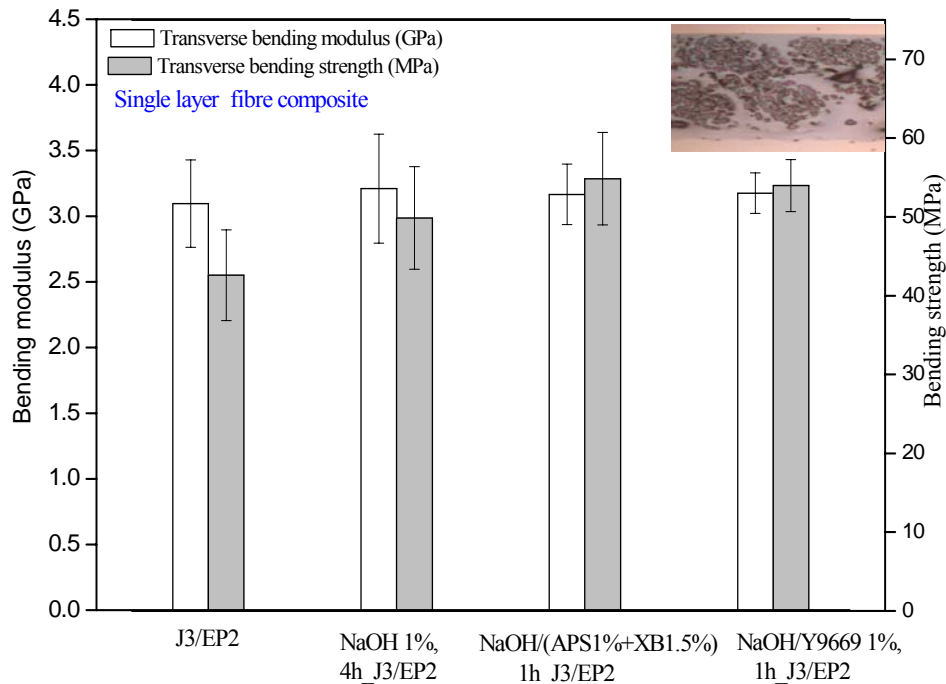 Transverse bending modulus (GPa)
Transverse bending strength (MPa)
Single layer fibre composite
Bending modulus (GPa)
4.5
4.0
3.5
3.0
2.5
2.0
1.5
1.0
0.5
0.0
Bending strength (MPa)
70
60
50
40
30
20
10
0
J3/EP2
NaOH 1%,
4h_J3/EP2
NaOH/(APS1%+XB1.5%)
1h_J3/EP2
NaOH/Y9669 1%,
1h_J3/EP2